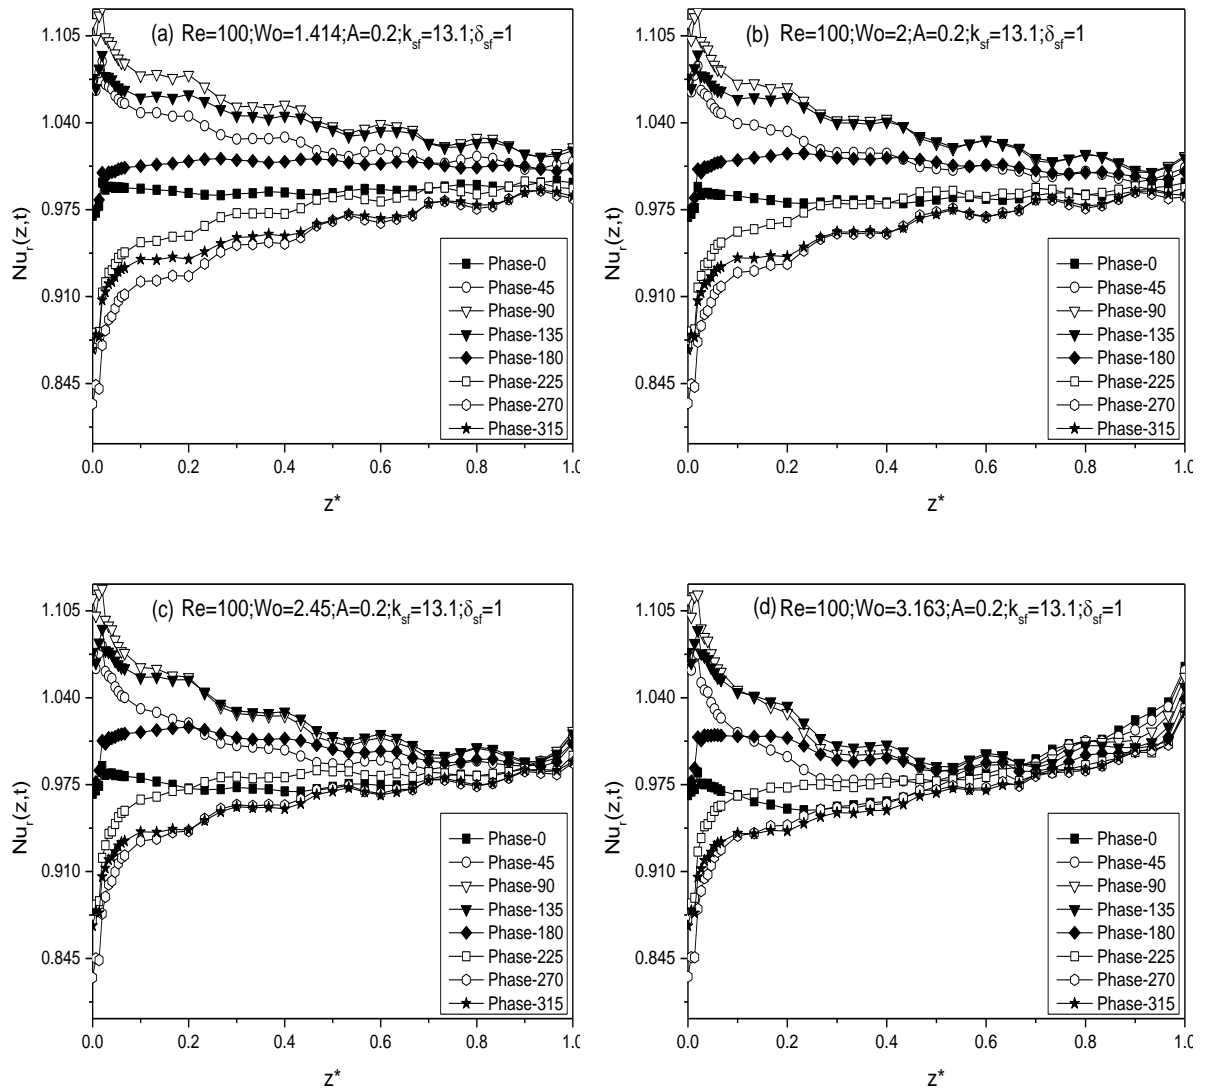 (a) Re=100;Wo=1.414;A=0.2;k_sf=13.1;δ_sf=1
Nu_r(z,t)
1.105
1.040
0.975
0.910
0.845
Phase-0
Phase-45
Phase-90
Phase-135
Phase-180
Phase-225
Phase-270
Phase-315
0.0 0.2 0.4 0.6 0.8 1.0
z*
(b) Re=100;Wo=2;A=0.2;k_sf=13.1;δ_sf=1
Nu_r(z,t)
1.105
1.040
0.975
0.910
0.845
Phase-0
Phase-45
Phase-90
Phase-135
Phase-180
Phase-225
Phase-270
Phase-315
0.0 0.2 0.4 0.6 0.8 1.0
z*
(c) Re=100;Wo=2.45;A=0.2;k_sf=13.1;δ_sf=1
Nu_r(z,t)
1.105
1.040
0.975
0.910
0.845
Phase-0
Phase-45
Phase-90
Phase-135
Phase-180
Phase-225
Phase-270
Phase-315
0.0 0.2 0.4 0.6 0.8 1.0
z*
(d) Re=100;Wo=3.163;A=0.2;k_sf=13.1;δ_sf=1
Nu_r(z,t)
1.105
1.040
0.975
0.910
0.845
Phase-0
Phase-45
Phase-90
Phase-135
Phase-180
Phase-225
Phase-270
Phase-315
0.0 0.2 0.4 0.6 0.8 1.0
z*